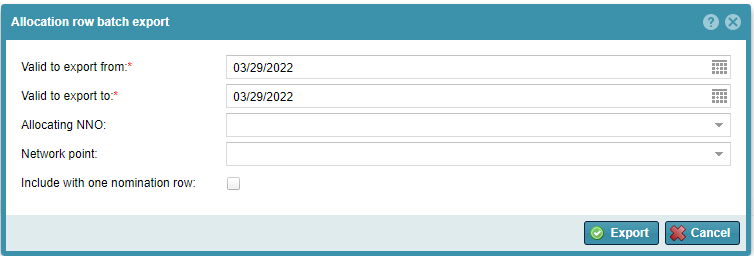 Allocation row batch export
Valid to export from:* 03/29/2022
Valid to export to:* 03/29/2022
Allocating NNO:
Network point:
Include with one nomination row:
Export Cancel